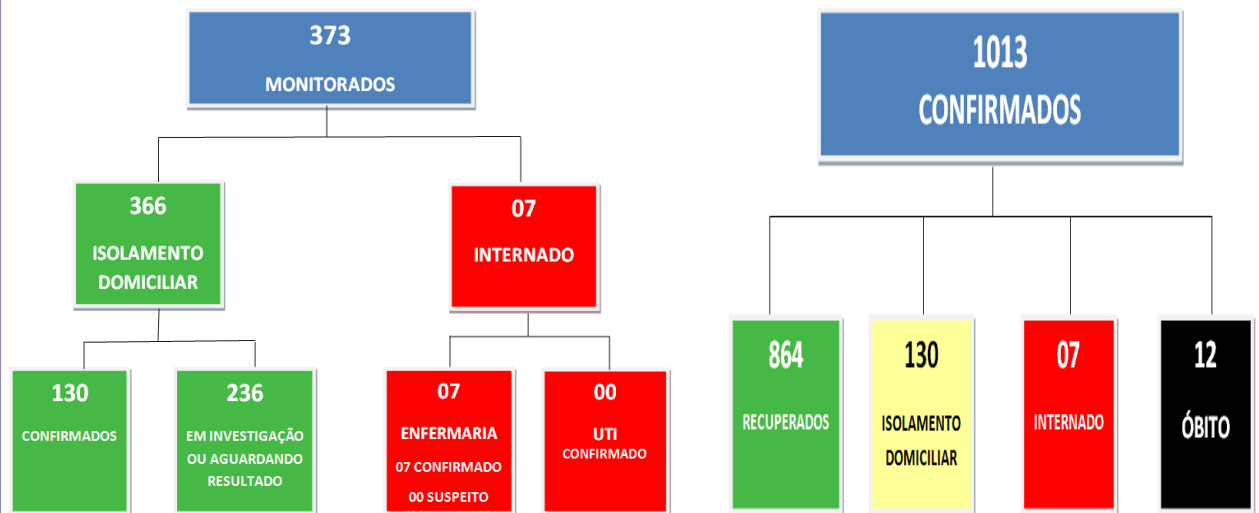 373
MONITORADOS
366
ISOLAMENTO
DOMICILIAR
07
INTERNADO
130
CONFIRMADOS
236
EM INVESTIGAÇÃO
OU AGUARDANDO
RESULTADO
07
ENFERMARIA
07 CONFIRMADO
00 SUSPEITO
00
UTI
CONFIRMADO
1013
CONFIRMADOS
864
RECUPERADOS
130
ISOLAMENTO
DOMICILIAR
07
INTERNADO
12
ÓBITO